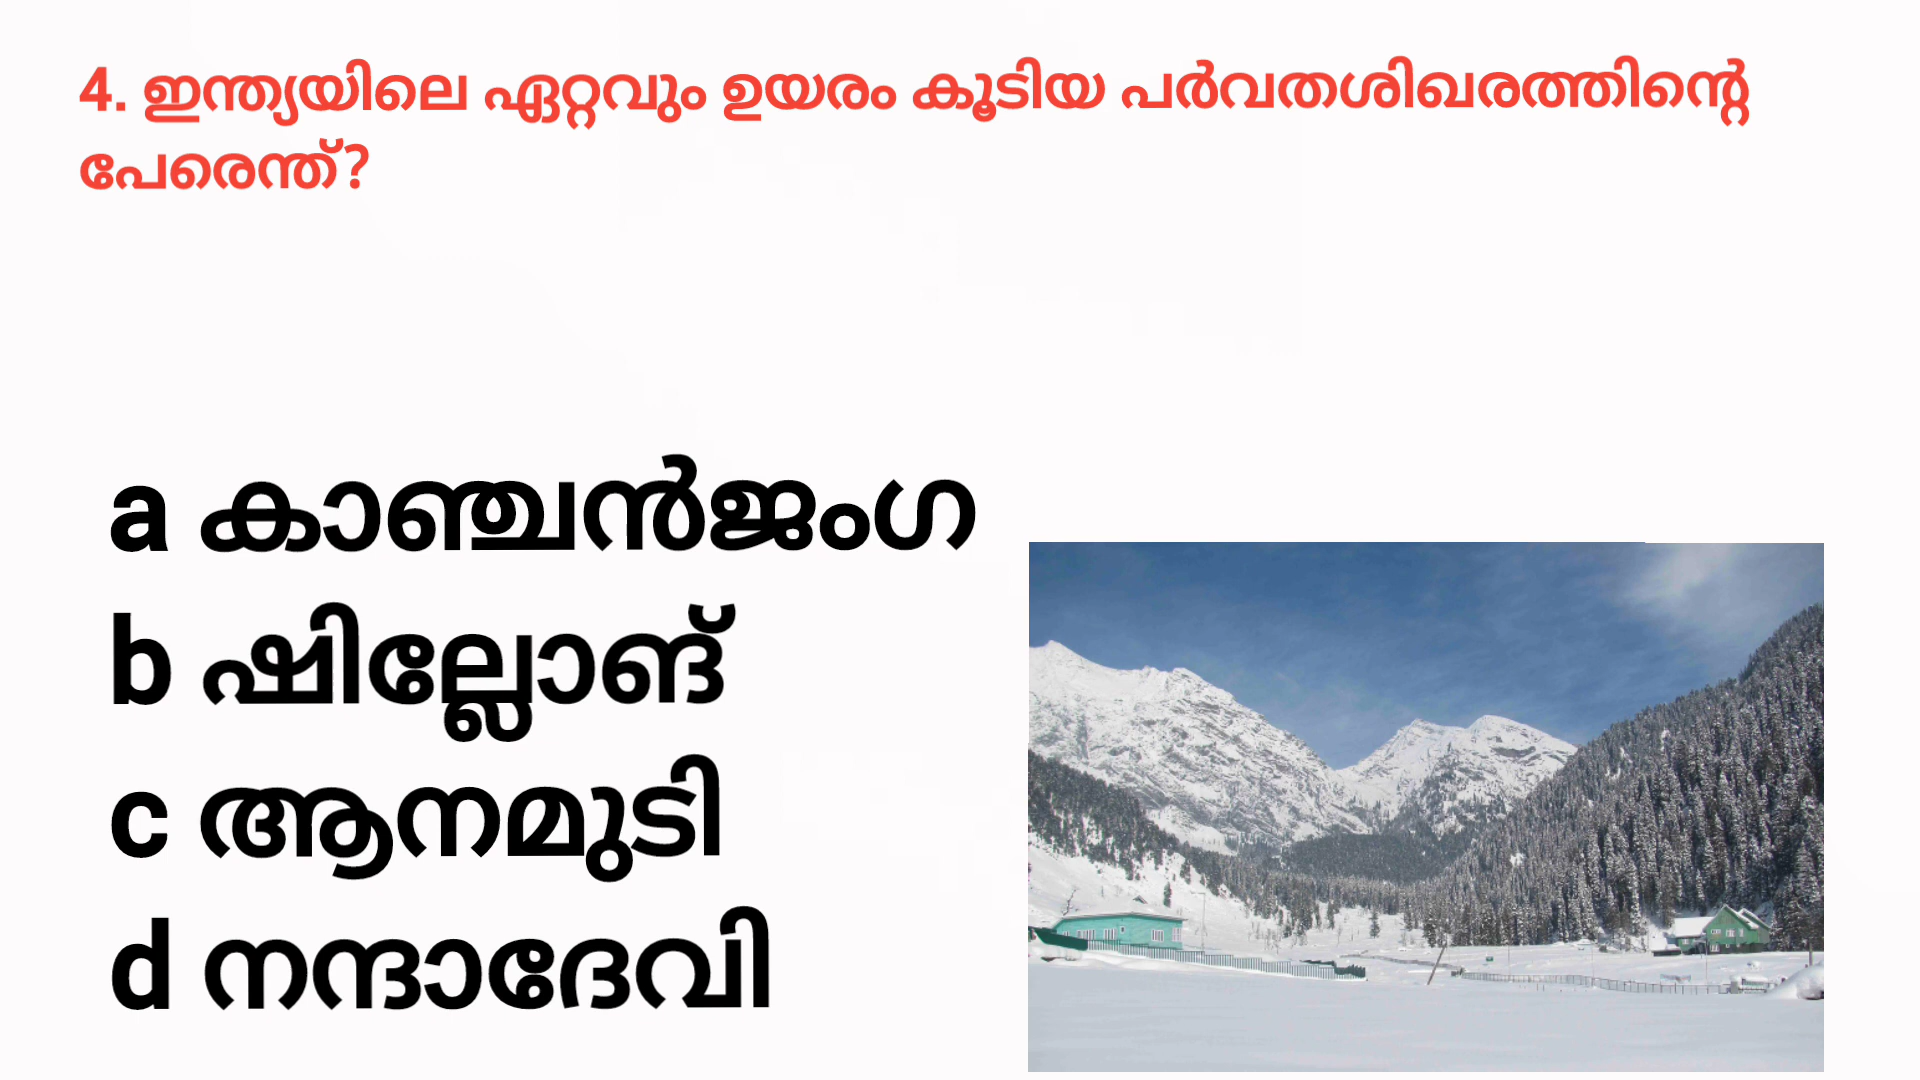 4. ഇന്ത്യയിലെ ഏറ്റവും ഉയരം കൂടിയ പർവതശിഖരത്തിന്റെ
പേരെന്ത്?
a കാഞ്ചൻജംഗ
b ഷില്ലോങ്
c ആനമുടി
d നന്ദാദേവി